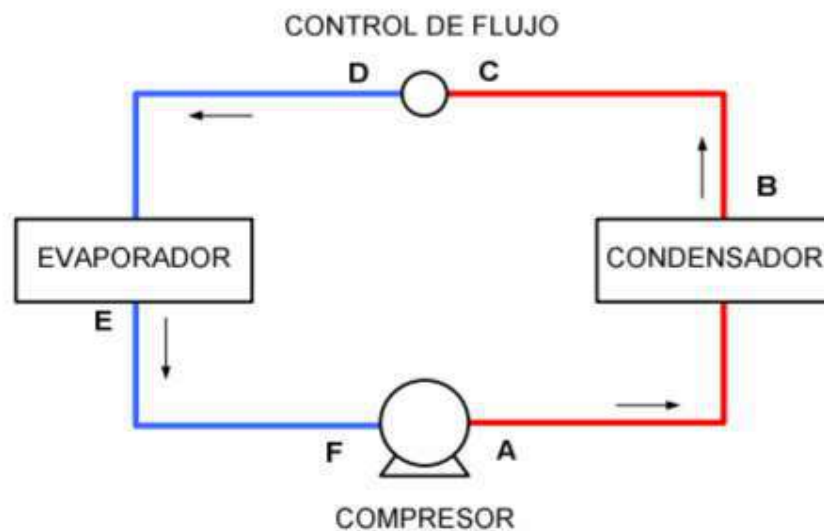 CONTROL DE FLUJO
D
C
B
EVAPORADOR
CONDENSADOR
E
F
A
COMPRESOR